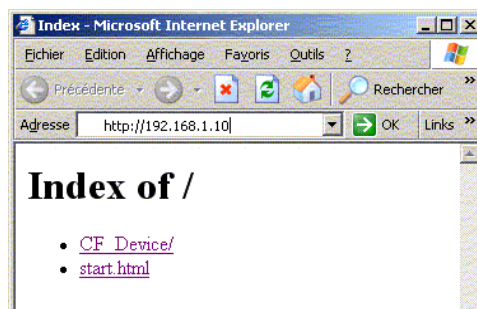 Index - Microsoft Internet Explorer
Fichier Edition Affichage Favoris Outils ?
Précédente Rechercher »
Adresse http://192.168.1.10 OK Links »
Index of /
• CF_Device/
• start.html